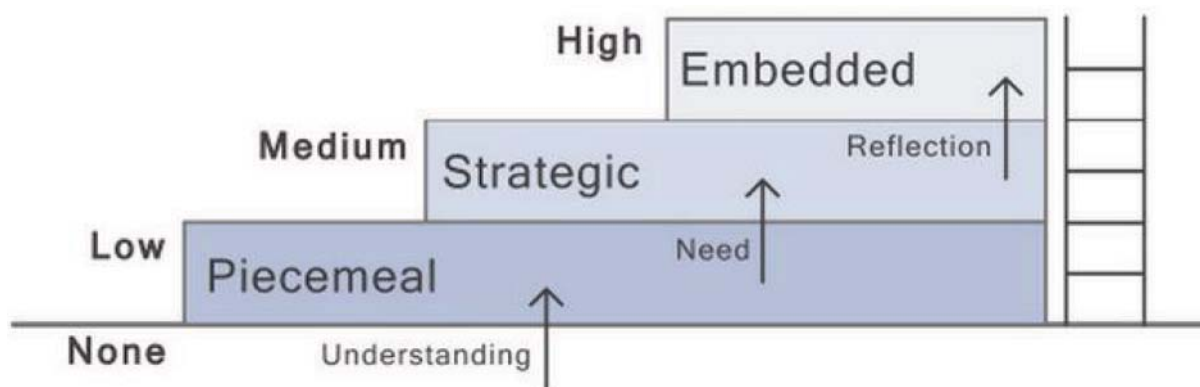 High
Embedded
Medium
Reflection
Strategic
Low
Need
Piecemeal
None
Understanding